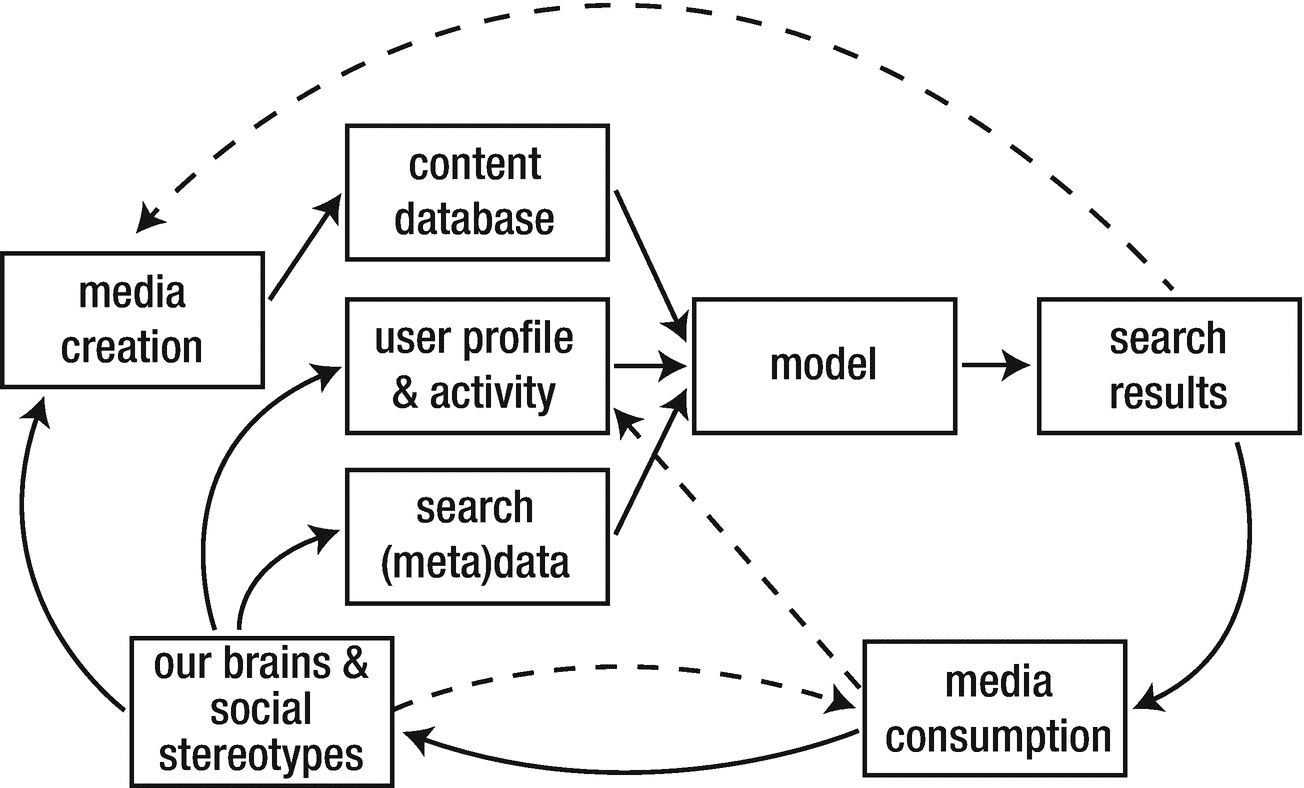 content
database
media
creation
user profile
& activity
model
search
results
search
(meta)data
our brains &
social
stereotypes
media
consumption